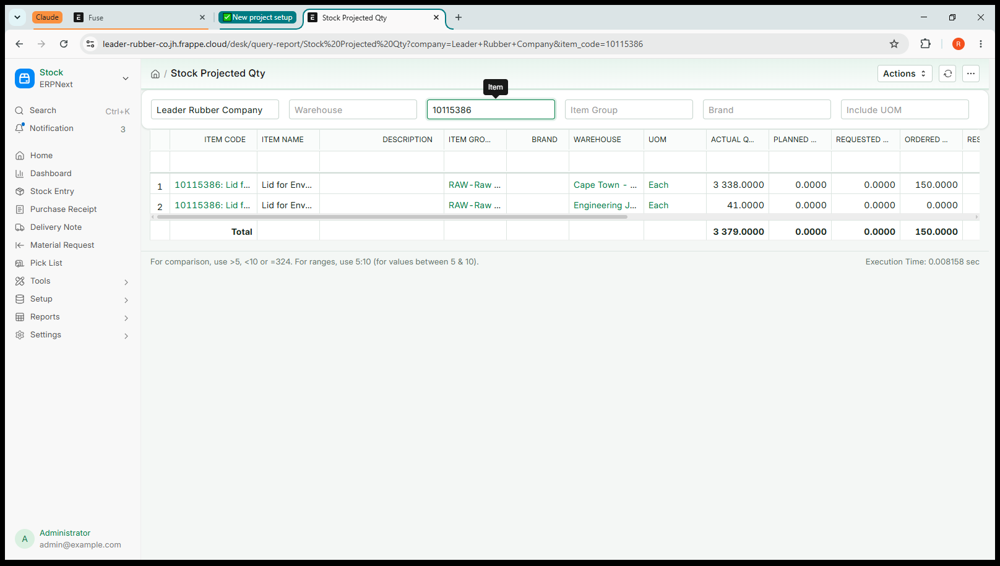 Claude
Fuse
✅New project setup
Stock Projected Qty
leader-rubber-co.jh.frappe.cloud/desk/query-report/Stock%20Projected%20Qty?company=Leader+Rubber+Company&item_code=10115386
R
Stock
ERPNext
/ Stock Projected Qty
Actions
Item
Search Ctrl+K
Notification 3
Home
Dashboard
Stock Entry
Purchase Receipt
Delivery Note
Material Request
Pick List
Tools
Setup
Reports
Settings
Leader Rubber Company Warehouse 10115386 Item Group Brand Include UOM
ITEM CODE ITEM NAME DESCRIPTION ITEM GRO... BRAND WAREHOUSE UOM ACTUAL Q... PLANNED ... REQUESTED ... ORDERED ... RES
1 10115386: Lid f... Lid for Env... RAW-Raw ... Cape Town - ... Each 3 338.0000 0.0000 0.0000 150.0000
2 10115386: Lid f... Lid for Env... RAW-Raw ... Engineering J... Each 41.0000 0.0000 0.0000 0.0000
Total 3 379.0000 0.0000 0.0000 150.0000
For comparison, use >5, <10 or =324. For ranges, use 5:10 (for values between 5 & 10). Execution Time: 0.008158 sec
A
Administrator
admin@example.com